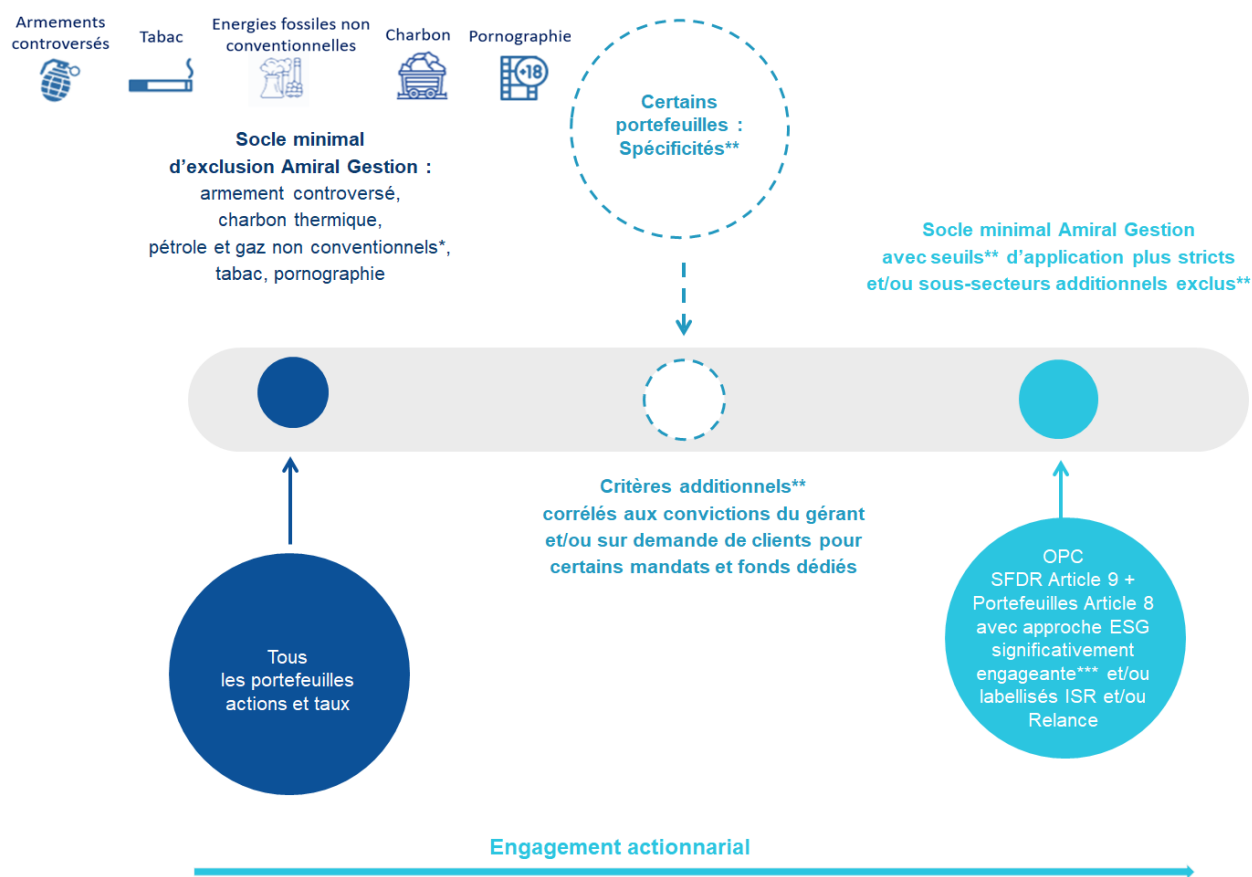 Armements
controversés
Tabac
Energies fossiles non
conventionnelles
Charbon
Pornographie
+18
Socle minimal
d'exclusion Amiral Gestion :
armement controversé,
charbon thermique,
pétrole et gaz non conventionnels*,
tabac, pornographie
Certains
portefeuilles :
Spécificités**
Socle minimal Amiral Gestion
avec seuils** d'application plus stricts
et/ou sous-secteurs additionnels exclus**
Critères additionnels**
corrélés aux convictions du gérant
et/ou sur demande de clients pour
certains mandats et fonds dédiés
Tous
les portefeuilles
actions et taux
OPC
SFDR Article 9 +
Portefeuilles Article 8
avec approche ESG
significativement
engageante*** et/ou
labellisés ISR et/ou
Relance
Engagement actionnarial